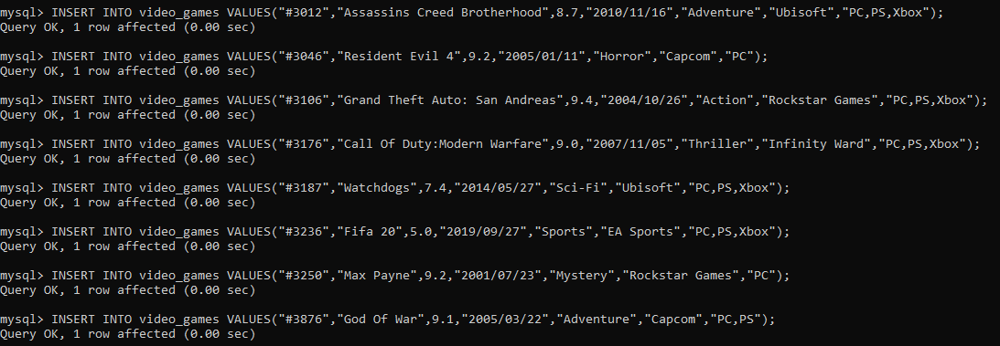 mysql> INSERT INTO video_games VALUES("#3012","Assassins Creed Brotherhood",8.7,"2010/11/16","Adventure","Ubisoft","PC,PS,Xbox");
Query OK, 1 row affected (0.00 sec)
mysql> INSERT INTO video_games VALUES("#3046","Resident Evil 4",9.2,"2005/01/11","Horror","Capcom","PC");
Query OK, 1 row affected (0.00 sec)
mysql> INSERT INTO video_games VALUES("#3106","Grand Theft Auto: San Andreas",9.4,"2004/10/26","Action","Rockstar Games","PC,PS,Xbox");
Query OK, 1 row affected (0.00 sec)
mysql> INSERT INTO video_games VALUES("#3176","Call Of Duty:Modern Warfare",9.0,"2007/11/05","Thriller","Infinity Ward","PC,PS,Xbox");
Query OK, 1 row affected (0.00 sec)
mysql> INSERT INTO video_games VALUES("#3187","Watchdogs",7.4,"2014/05/27","Sci-Fi","Ubisoft","PC,PS,Xbox");
Query OK, 1 row affected (0.00 sec)
mysql> INSERT INTO video_games VALUES("#3236","Fifa 20",5.0,"2019/09/27","Sports","EA Sports","PC,PS,Xbox");
Query OK, 1 row affected (0.00 sec)
mysql> INSERT INTO video_games VALUES("#3250","Max Payne",9.2,"2001/07/23","Mystery","Rockstar Games","PC");
Query OK, 1 row affected (0.00 sec)
mysql> INSERT INTO video_games VALUES("#3876","God Of War",9.1,"2005/03/22","Adventure","Capcom","PC,PS");
Query OK, 1 row affected (0.00 sec)